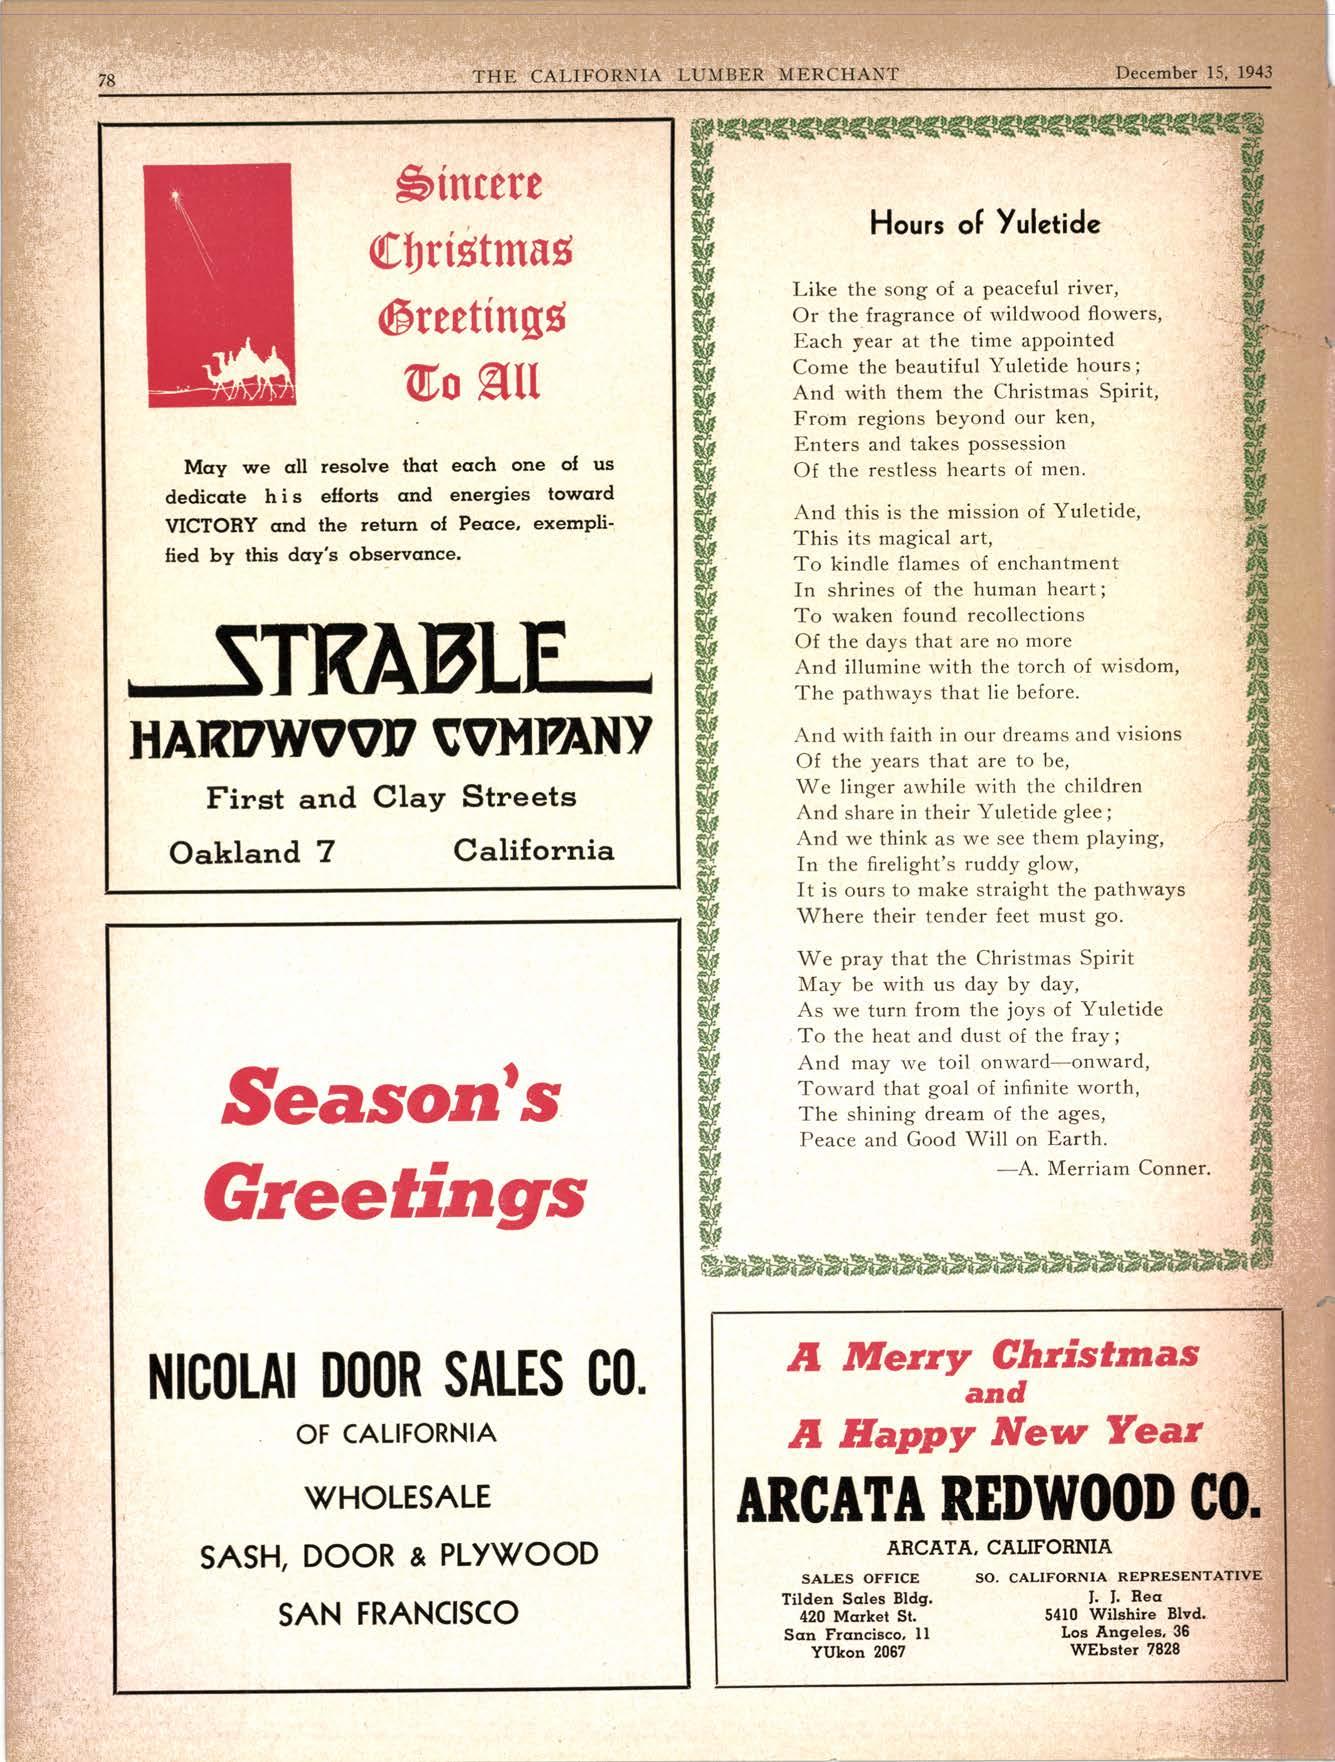 78
THE CALIFORNIA LUMBER MERCHANT
December 15, 1943
Sincere
Christmas
Greetings
To All
May we all resolve that each one of us
dedicate his efforts and energies toward
VICTORY and the return of Peace, exempli-
fied by this day's observance.
STRABLE
HARDWOOD COMPANY
First and Clay Streets
Oakland 7 California
Season's
Greetings
NICOLAI DOOR SALES CO.
OF CALIFORNIA
WHOLESALE
SASH, DOOR & PLYWOOD
SAN FRANCISCO
Hours of Yuletide
Like the song of a peaceful river,
Or the fragrance of wildwood flowers,
Each year at the time appointed
Come the beautiful Yuletide hours;
And with them the Christmas Spirit,
From regions beyond our ken,
Enters and takes possession
Of the restless hearts of men.
And this is the mission of Yuletide,
This its magical art,
To kindle flames of enchantment
In shrines of the human heart;
To waken found recollections
Of the days that are no more
And illumine with the torch of wisdom,
The pathways that lie before.
And with faith in our dreams and visions
Of the years that are to be,
We linger awhile with the children
And share in their Yuletide glee;
And we think as we see them playing,
In the firelight's ruddy glow,
It is ours to make straight the pathways
Where their tender feet must go.
We pray that the Christmas Spirit
May be with us day by day,
As we turn from the joys of Yuletide
To the heat and dust of the fray;
And may we toil onward—onward,
Toward that goal of infinite worth,
The shining dream of the ages,
Peace and Good Will on Earth.
—A. Merriam Conner.
A Merry Christmas
and
A Happy New Year
ARCATA REDWOOD CO.
ARCATA, CALIFORNIA
SALES OFFICE
Tilden Sales Bldg.
420 Market St.
San Francisco, 11
YUkon 2067
SO. CALIFORNIA REPRESENTATIVE
J. J. Rea
5410 Wilshire Blvd.
Los Angeles, 36
WEbster 7828